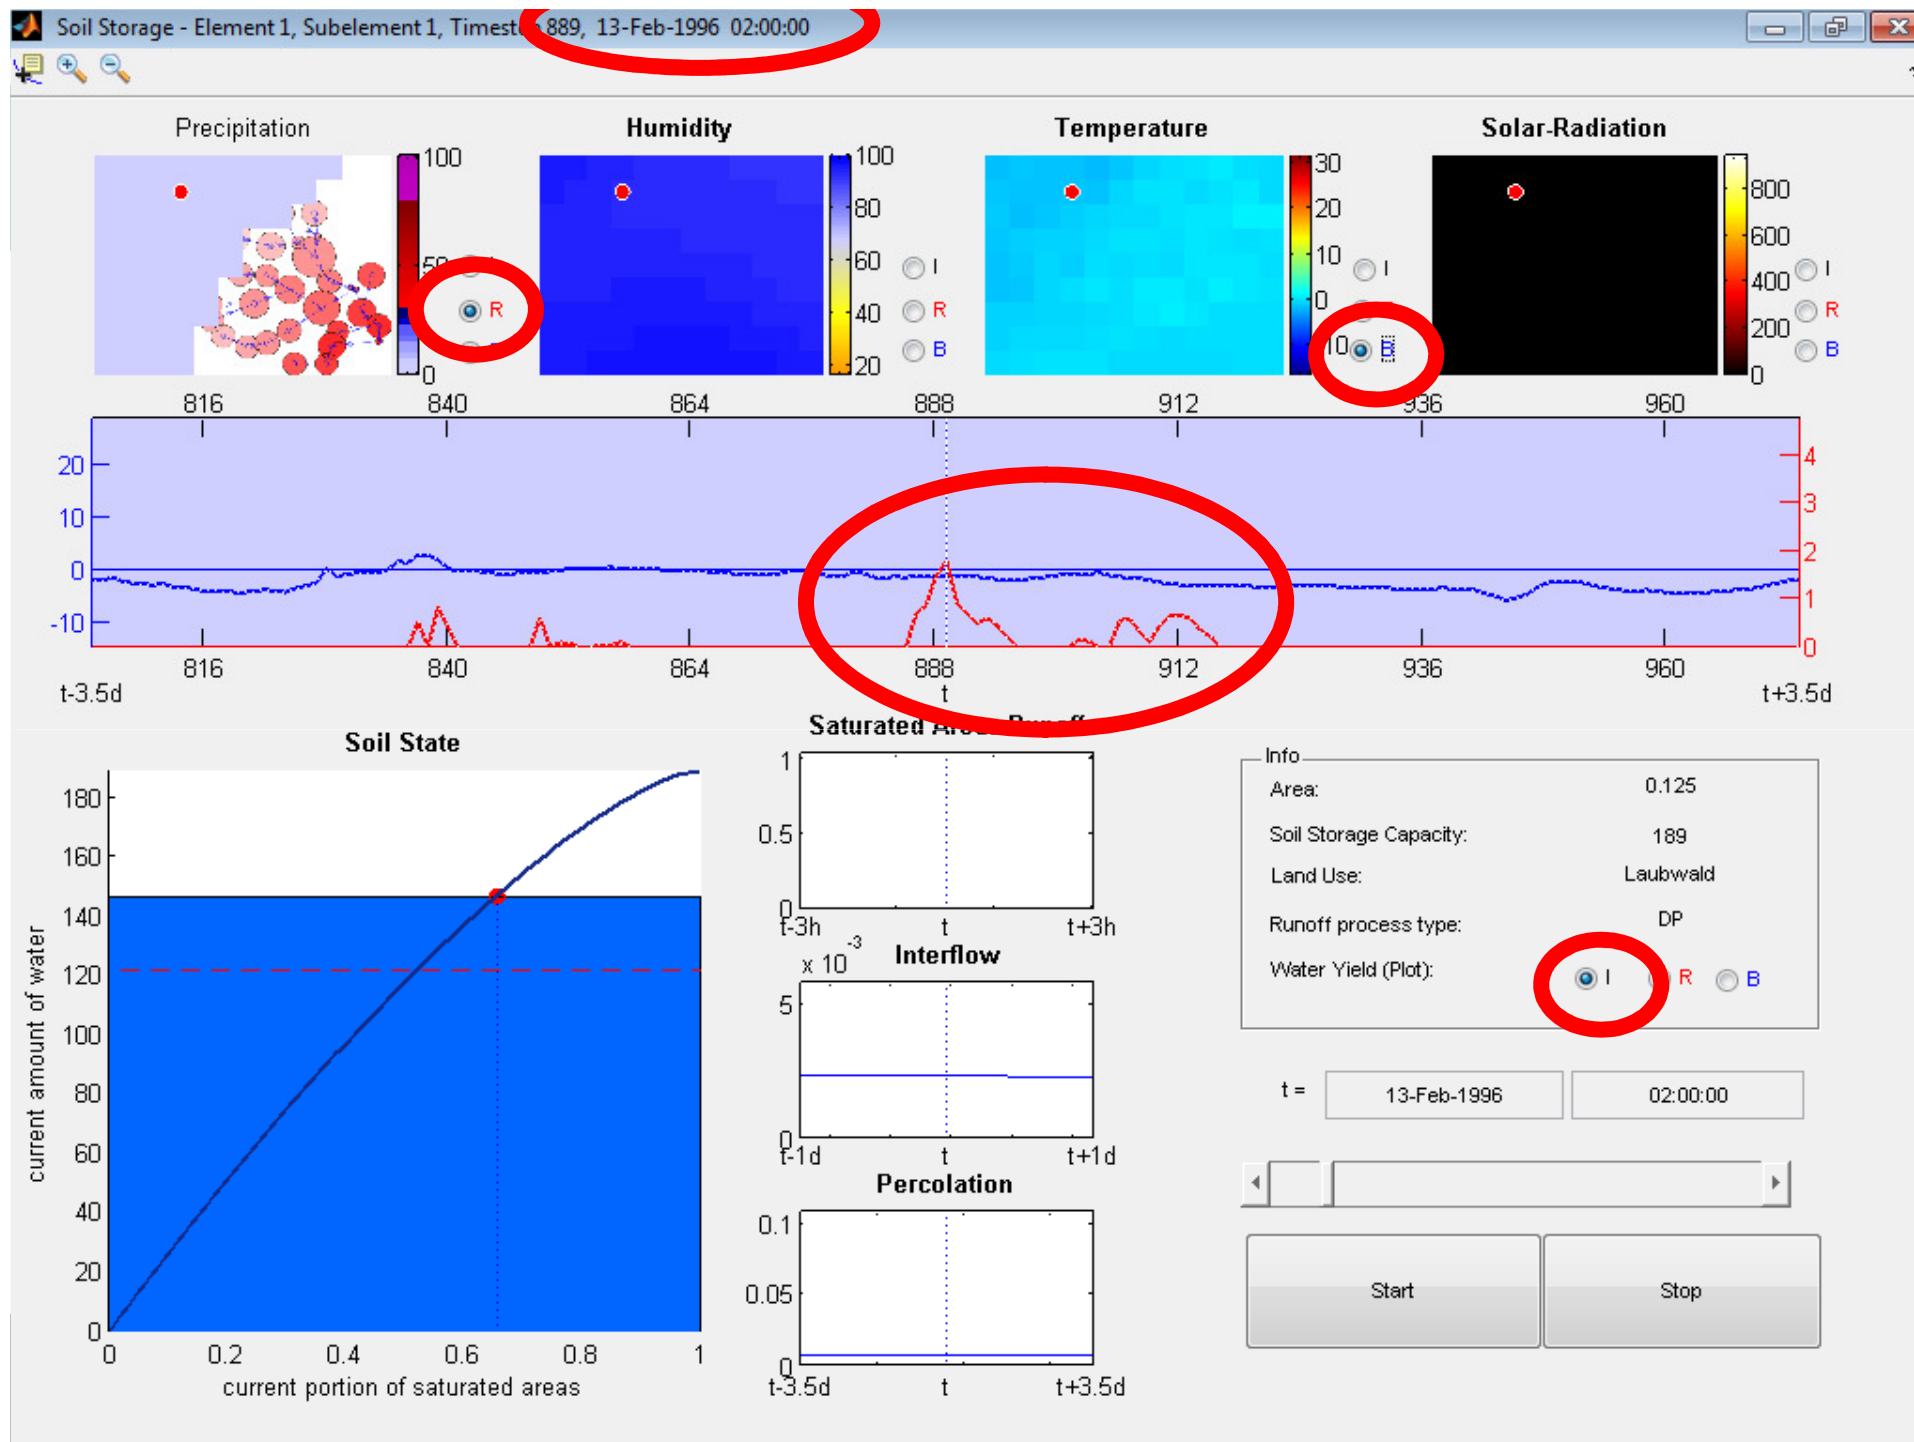 Soil Storage - Element 1, Subelement 1, Timestep 889, 13-Feb-1996 02:00:00
Precipitation
100
50
0
R
Humidity
100
80
60
40
20
I
R
B
Temperature
30
20
10
0
10
I
B
Solar-Radiation
800
600
400
200
0
I
R
B
816 840 864 888 912 936 960
20
10
0
-10
4
3
2
1
0
816 840 864 888 912 936 960
t-3.5d t t+3.5d
Soil State
180
160
140
120
100
80
60
40
20
0
current amount of water
0 0.2 0.4 0.6 0.8 1
current portion of saturated areas
Saturated Areas Runoff
1
0.5
0
t-3h t t+3h
x 10-3
Interflow
5
0
t-1d t t+1d
Percolation
0.1
0.05
0
t-3.5d t t+3.5d
Info
Area: 0.125
Soil Storage Capacity: 189
Land Use: Laubwald
Runoff process type: DP
Water Yield (Plot): I R B
t = 13-Feb-1996 02:00:00
Start Stop